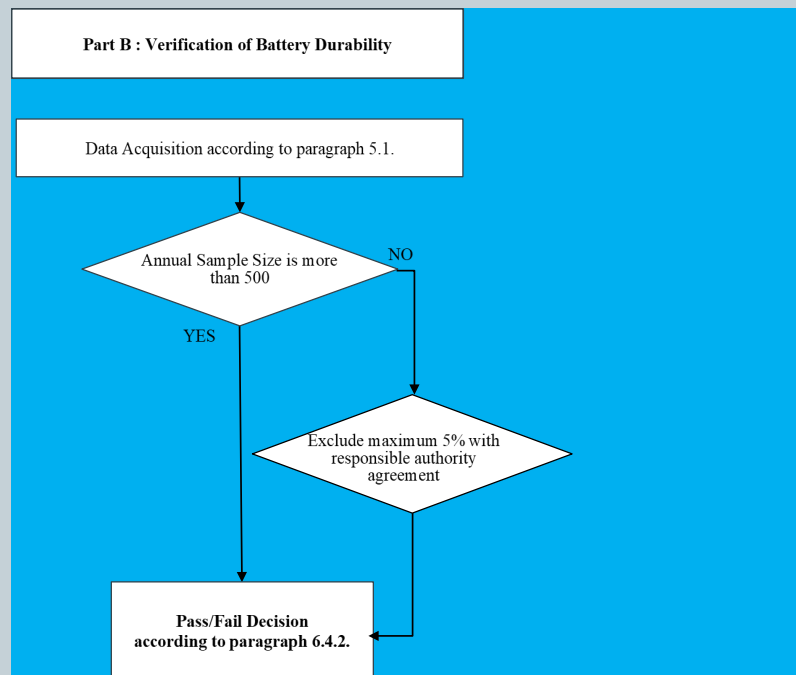 Part B : Verification of Battery Durability
Data Acquisition according to paragraph 5.1.
Annual Sample Size is more
than 500
NO
YES
Exclude maximum 5% with
responsible authority
agreement
Pass/Fail Decision
according to paragraph 6.4.2.